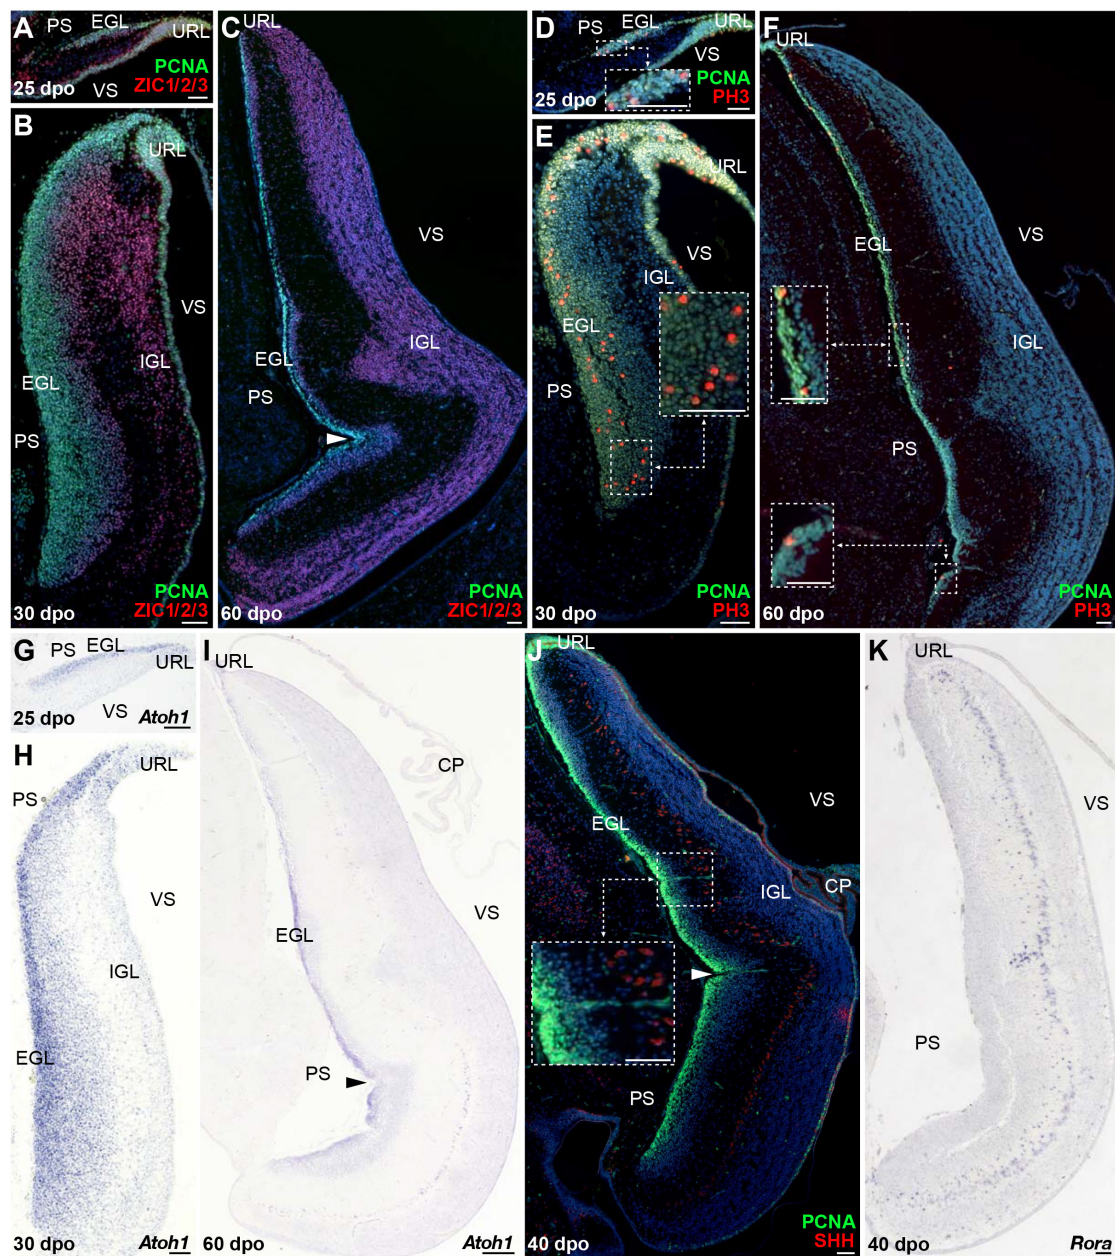 A
PS
EGL
URL
PCNA
ZIC1/2/3
25 dpo
VS
B
URL
VS
IGL
EGL
PS
PCNA
ZIC1/2/3
30 dpo
C
URL
VS
IGL
EGL
PS
PCNA
ZIC1/2/3
60 dpo
D
PS
EGL
URL
VS
PCNA
PH3
25 dpo
E
URL
VS
IGL
EGL
PS
PCNA
PH3
30 dpo
F
URL
VS
EGL
IGL
PS
PCNA
PH3
60 dpo
G
PS
EGL
URL
VS
25 dpo
Atoh1
H
URL
PS
VS
IGL
EGL
30 dpo
Atoh1
I
URL
CP
VS
EGL
PS
60 dpo
Atoh1
J
URL
VS
EGL
CP
IGL
PS
PCNA
SHH
40 dpo
K
URL
VS
PS
40 dpo
Rora